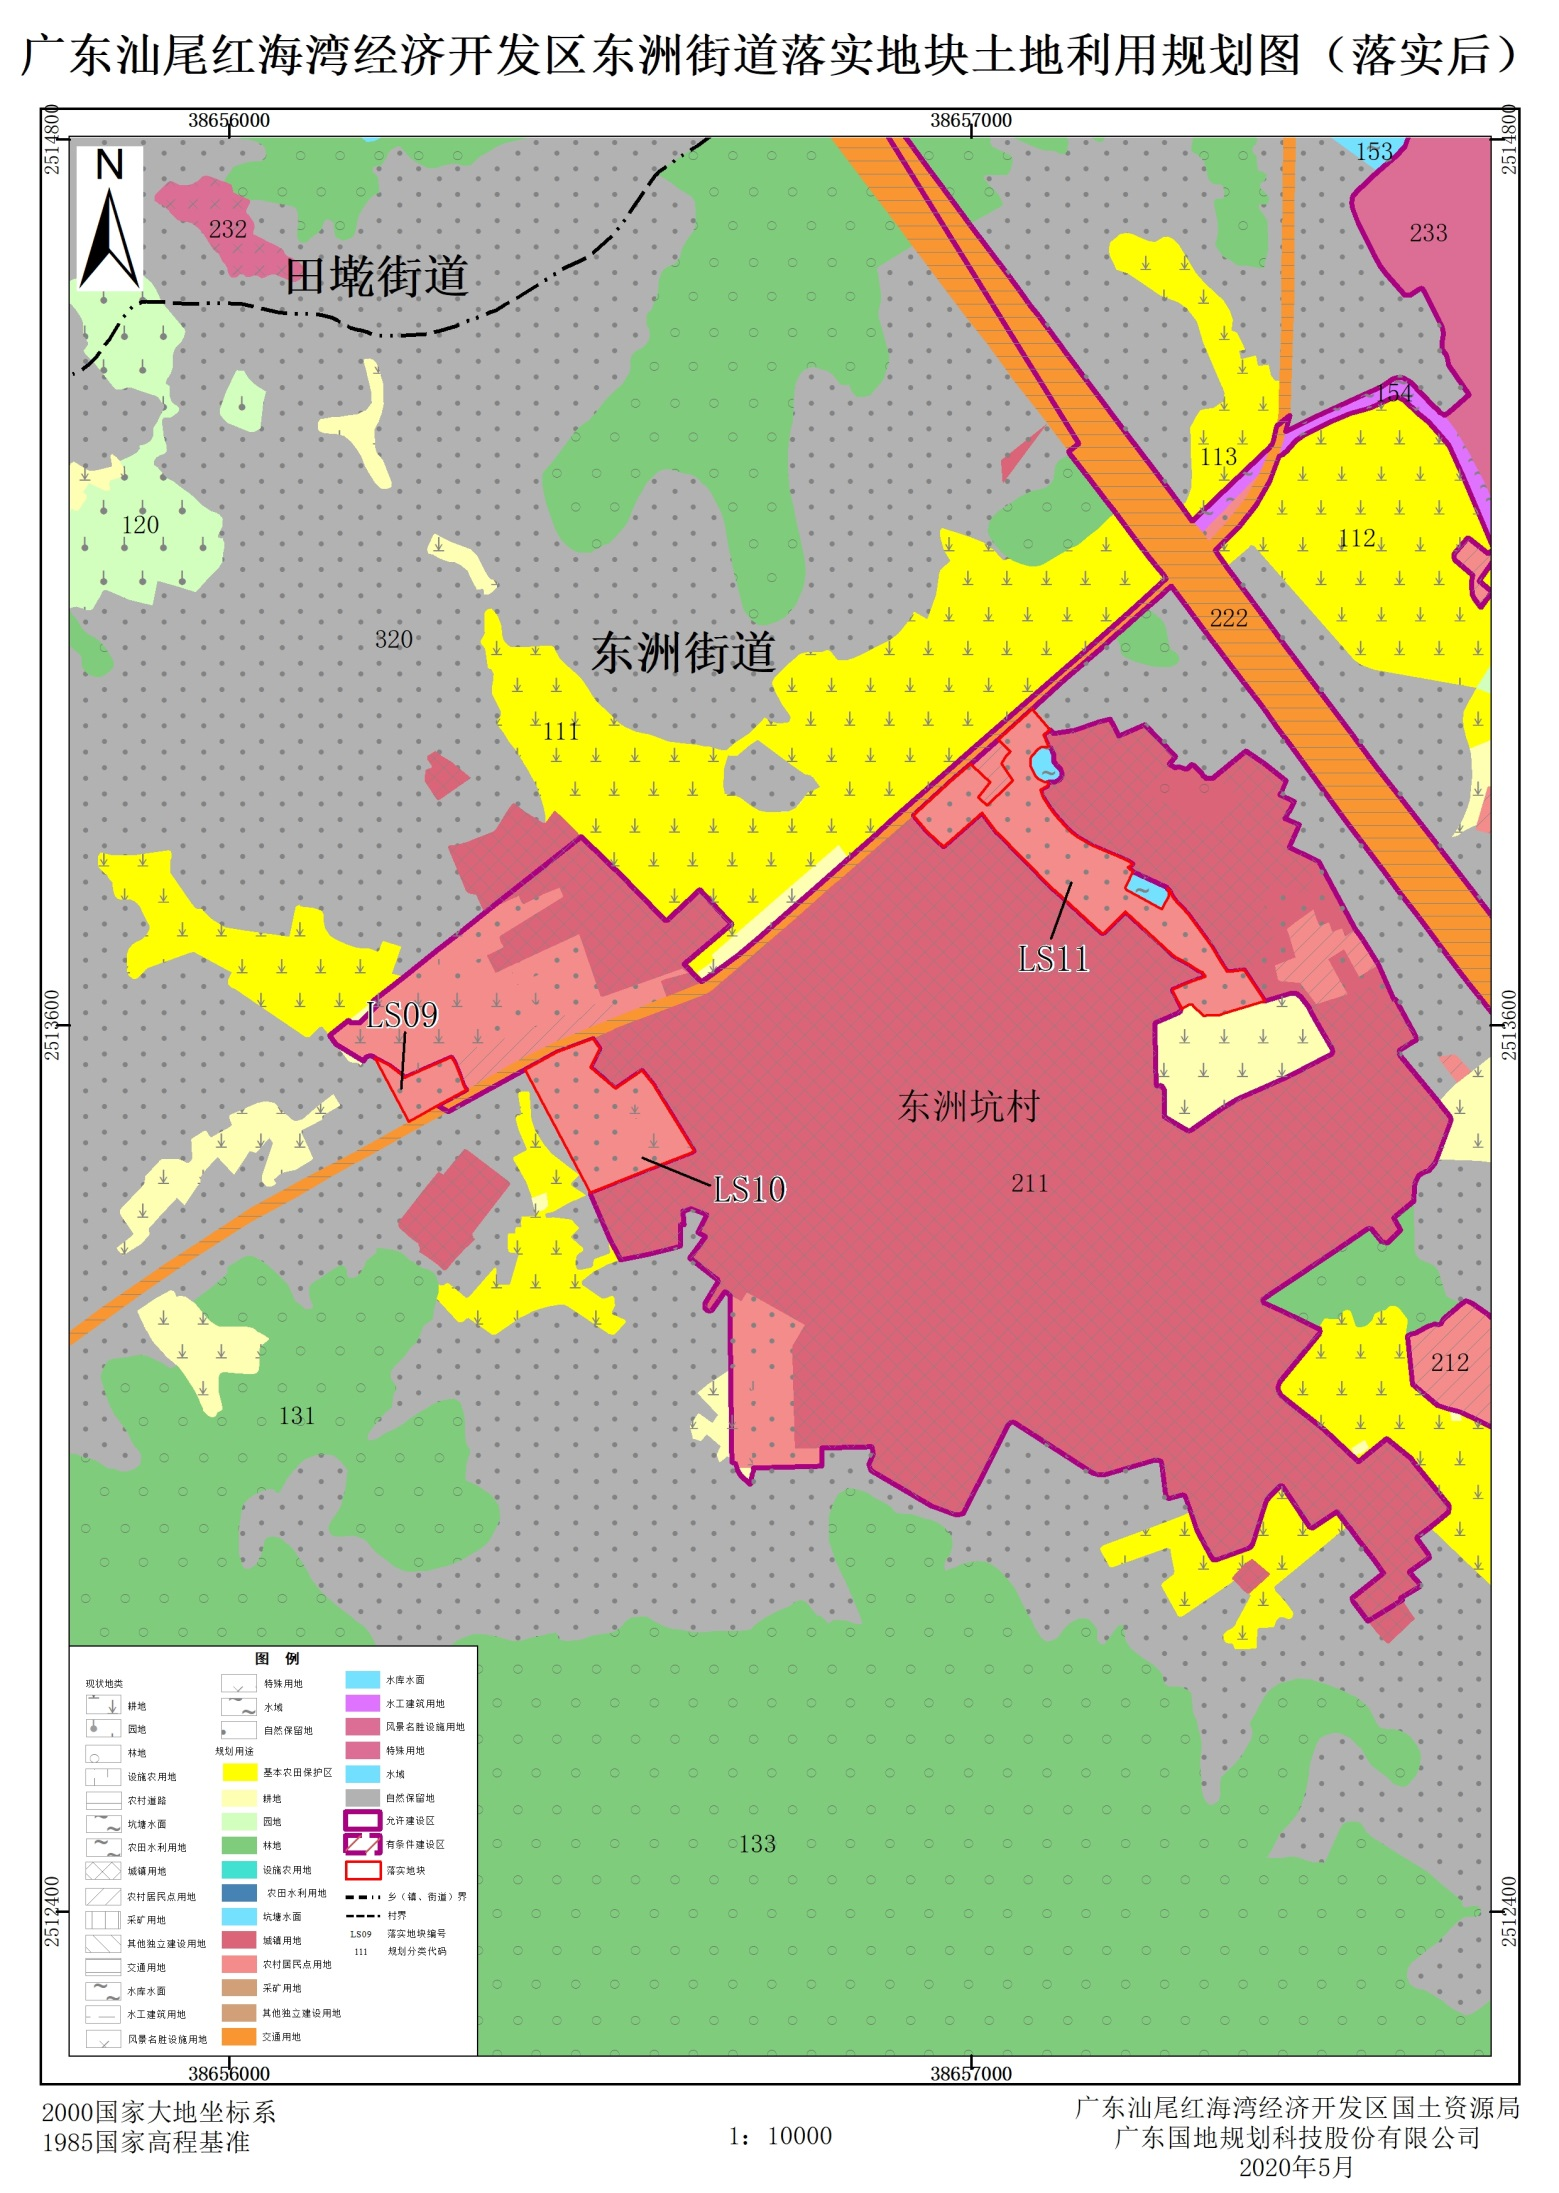 广东汕尾红海湾经济开发区东洲街道落实地块土地利用规划图（落实后）
38656000
38657000
2514800
2514800
N
153
232
233
田墘街道
154
113
120
112
222
320
东洲街道
111
LS11
2513600
2513600
LS09
东洲坑村
211
LS10
212
131
133
2512400
2512400
图 例
现状地类
耕地
园地
林地
设施农用地
农村道路
坑塘水面
农田水利用地
城镇用地
农村居民点用地
采矿用地
其他独立建设用地
交通用地
水库水面
水工建筑用地
风景名胜设施用地
特殊用地
水域
自然保留地
规划用途
基本农田保护区
耕地
园地
林地
设施农用地
农田水利用地
坑塘水面
城镇用地
农村居民点用地
采矿用地
其他独立建设用地
交通用地
水库水面
水工建筑用地
风景名胜设施用地
特殊用地
水域
自然保留地
允许建设区
有条件建设区
落实地块
乡（镇、街道）界
村界
LS09 落实地块编号
111 规划分类代码
38656000
38657000
2000国家大地坐标系
1985国家高程基准
1：10000
广东汕尾红海湾经济开发区国土资源局
广东国地规划科技股份有限公司
2020年5月